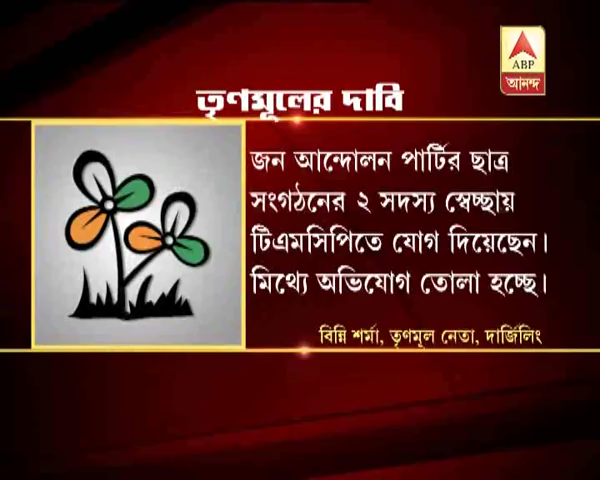 ABP
আনন্দ
তৃণমূলের দাবি
জন আন্দোলন পার্টির ছাত্র
সংগঠনের ২ সদস্য স্বেচ্ছায়
টিএমসিপিতে যোগ দিয়েছেন।
মিথ্যে অভিযোগ তোলা হচ্ছে।
বিন্নি শর্মা, তৃণমূল নেতা, দার্জিলিং